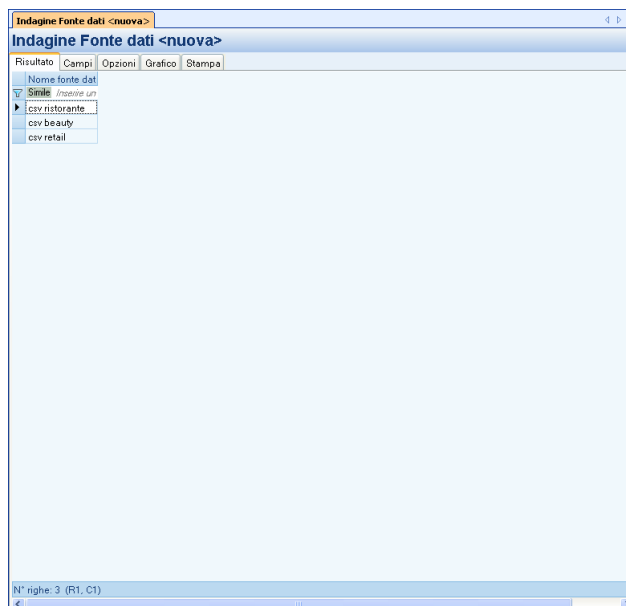 Indagine Fonte dati <nuova>
Indagine Fonte dati <nuova>
Risultato Campi Opzioni Grafico Stampa
Nome fonte dat
Simile Inserire un
csv ristorante
csv beauty
csv retail
N° righe: 3 (R1, C1)